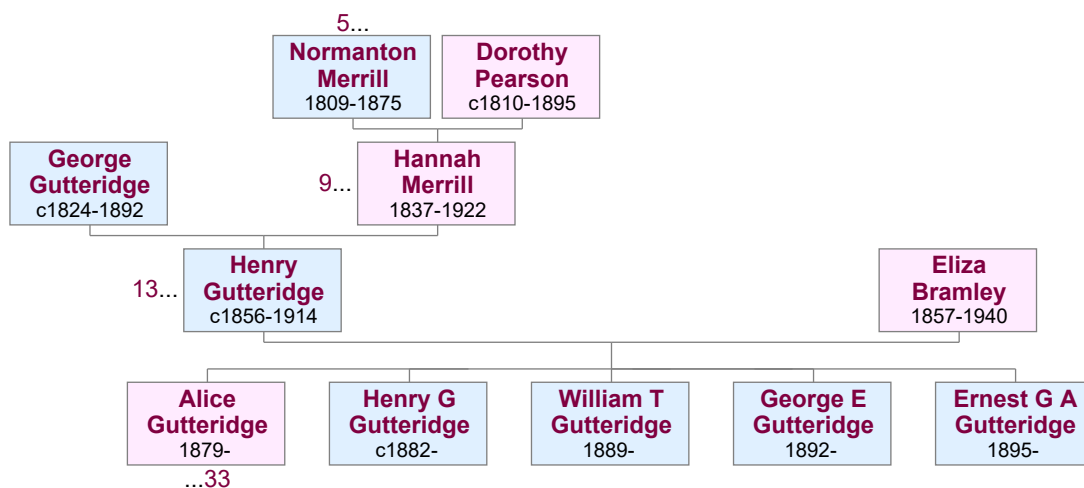 5...
Normanton
Merrill
1809-1875
Dorothy
Pearson
c1810-1895
George
Gutteridge
c1824-1892
9...
Hannah
Merrill
1837-1922
13...
Henry
Gutteridge
c1856-1914
Eliza
Bramley
1857-1940
Alice
Gutteridge
1879-
Henry G
Gutteridge
c1882-
William T
Gutteridge
1889-
George E
Gutteridge
1892-
Ernest G A
Gutteridge
1895-
...33